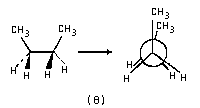 CH₃
CH₃ CH₃ CH₃
H H H H H H H H
(θ)